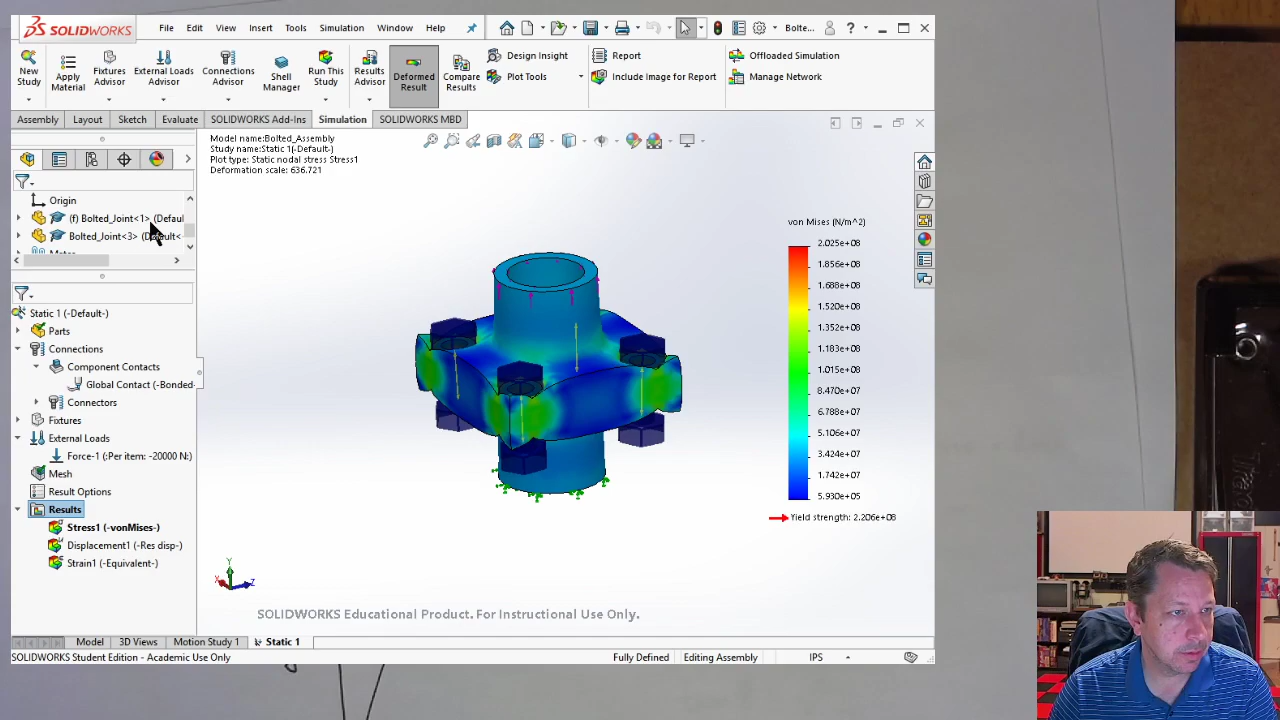 SOLIDWORKS
File Edit View Insert Tools Simulation Window Help
Bolte...
New Study
Apply Material
Fixtures Advisor
External Loads Advisor
Connections Advisor
Shell Manager
Run This Study
Results Advisor
Deformed Result
Compare Results
Design Insight
Plot Tools
Report
Include Image for Report
Offloaded Simulation
Manage Network
Assembly Layout Sketch Evaluate SOLIDWORKS Add-Ins Simulation SOLIDWORKS MBD
Model name:Bolted_Assembly
Study name:Static 1(-Default-)
Plot type: Static nodal stress Stress1
Deformation scale: 636.721
Origin
(f) Bolted_Joint<1> (Defaul
Bolted_Joint<3> (Default<
Static 1 (-Default-)
Parts
Connections
Component Contacts
Global Contact (-Bonded-
Connectors
Fixtures
External Loads
Force-1 (:Per item: -20000 N:)
Mesh
Result Options
Results
Stress1 (-vonMises-)
Displacement1 (-Res disp-)
Strain1 (-Equivalent-)
von Mises (N/m^2)
2.025e+08
1.856e+08
1.688e+08
1.520e+08
1.352e+08
1.183e+08
1.015e+08
8.470e+07
6.788e+07
5.106e+07
3.424e+07
1.742e+07
5.930e+05
Yield strength: 2.206e+08
Y
X
Z
SOLIDWORKS Educational Product. For Instructional Use Only.
Model 3D Views Motion Study 1 Static 1
SOLIDWORKS Student Edition - Academic Use Only
Fully Defined Editing Assembly IPS